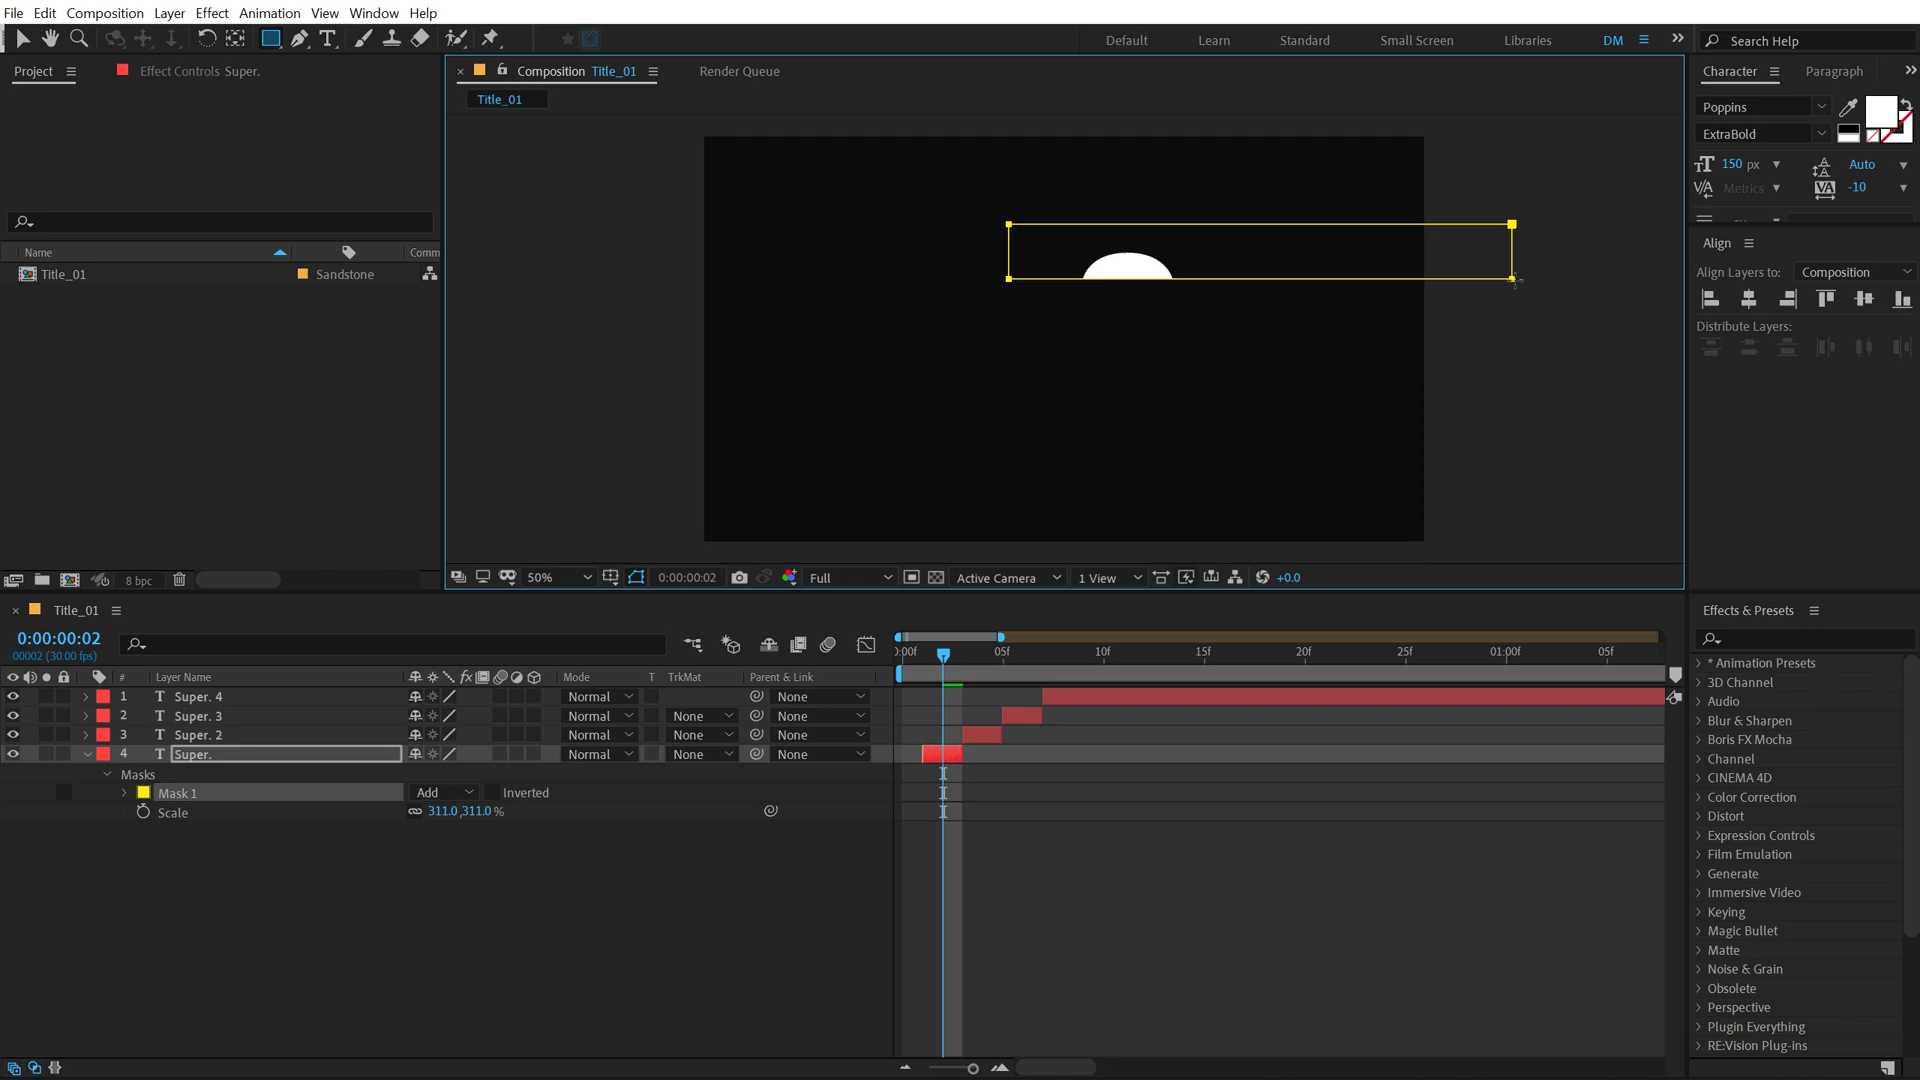 File Edit Composition Layer Effect Animation View Window Help
Default Learn Standard Small Screen Libraries DM Search Help
Project Effect Controls Super.
Composition Title_01 Render Queue
Title_01
Name Comm
Title_01 Sandstone
8 bpc
50% 0:00:00:02 Full Active Camera 1 View +0.0
Character Paragraph
Poppins
ExtraBold
150 px Auto
Metrics -10
Align
Align Layers to: Composition
Distribute Layers:
Title_01
0:00:00:02
00002 (30.00 fps)
# Layer Name Mode T TrkMat Parent & Link
0:00f 05f 10f 15f 20f 25f 01:00f 05f
1 T Super. 4 Normal None
2 T Super. 3 Normal None None
3 T Super. 2 Normal None None
4 T Super. Normal None None
Masks
Mask 1 Add Inverted
Scale 311.0,311.0 %
Effects & Presets
* Animation Presets
3D Channel
Audio
Blur & Sharpen
Boris FX Mocha
Channel
CINEMA 4D
Color Correction
Distort
Expression Controls
Film Emulation
Generate
Immersive Video
Keying
Magic Bullet
Matte
Noise & Grain
Obsolete
Perspective
Plugin Everything
RE:Vision Plug-ins